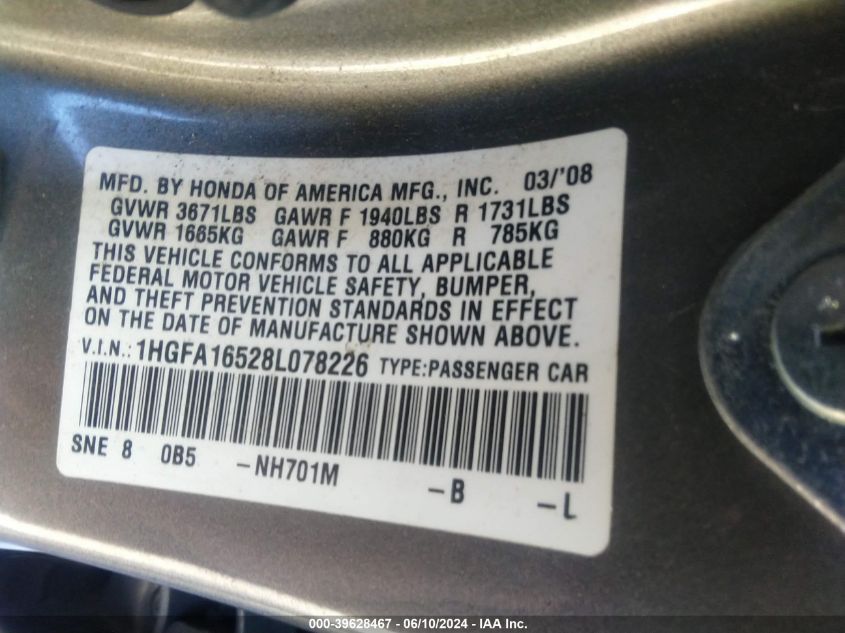 MFD. BY HONDA OF AMERICA MFG., INC. 03/'08
GVWR 3671LBS GAWR F 1940LBS R 1731LBS
GVWR 1665KG GAWR F 880KG R 785KG
THIS VEHICLE CONFORMS TO ALL APPLICABLE
FEDERAL MOTOR VEHICLE SAFETY, BUMPER,
AND THEFT PREVENTION STANDARDS IN EFFECT
ON THE DATE OF MANUFACTURE SHOWN ABOVE.
V.I.N.: 1HGFA16528L078226 TYPE:PASSENGER CAR
SNE 8 0B5 -NH701M -B -L
000-39628467 - 06/10/2024 - IAA Inc.